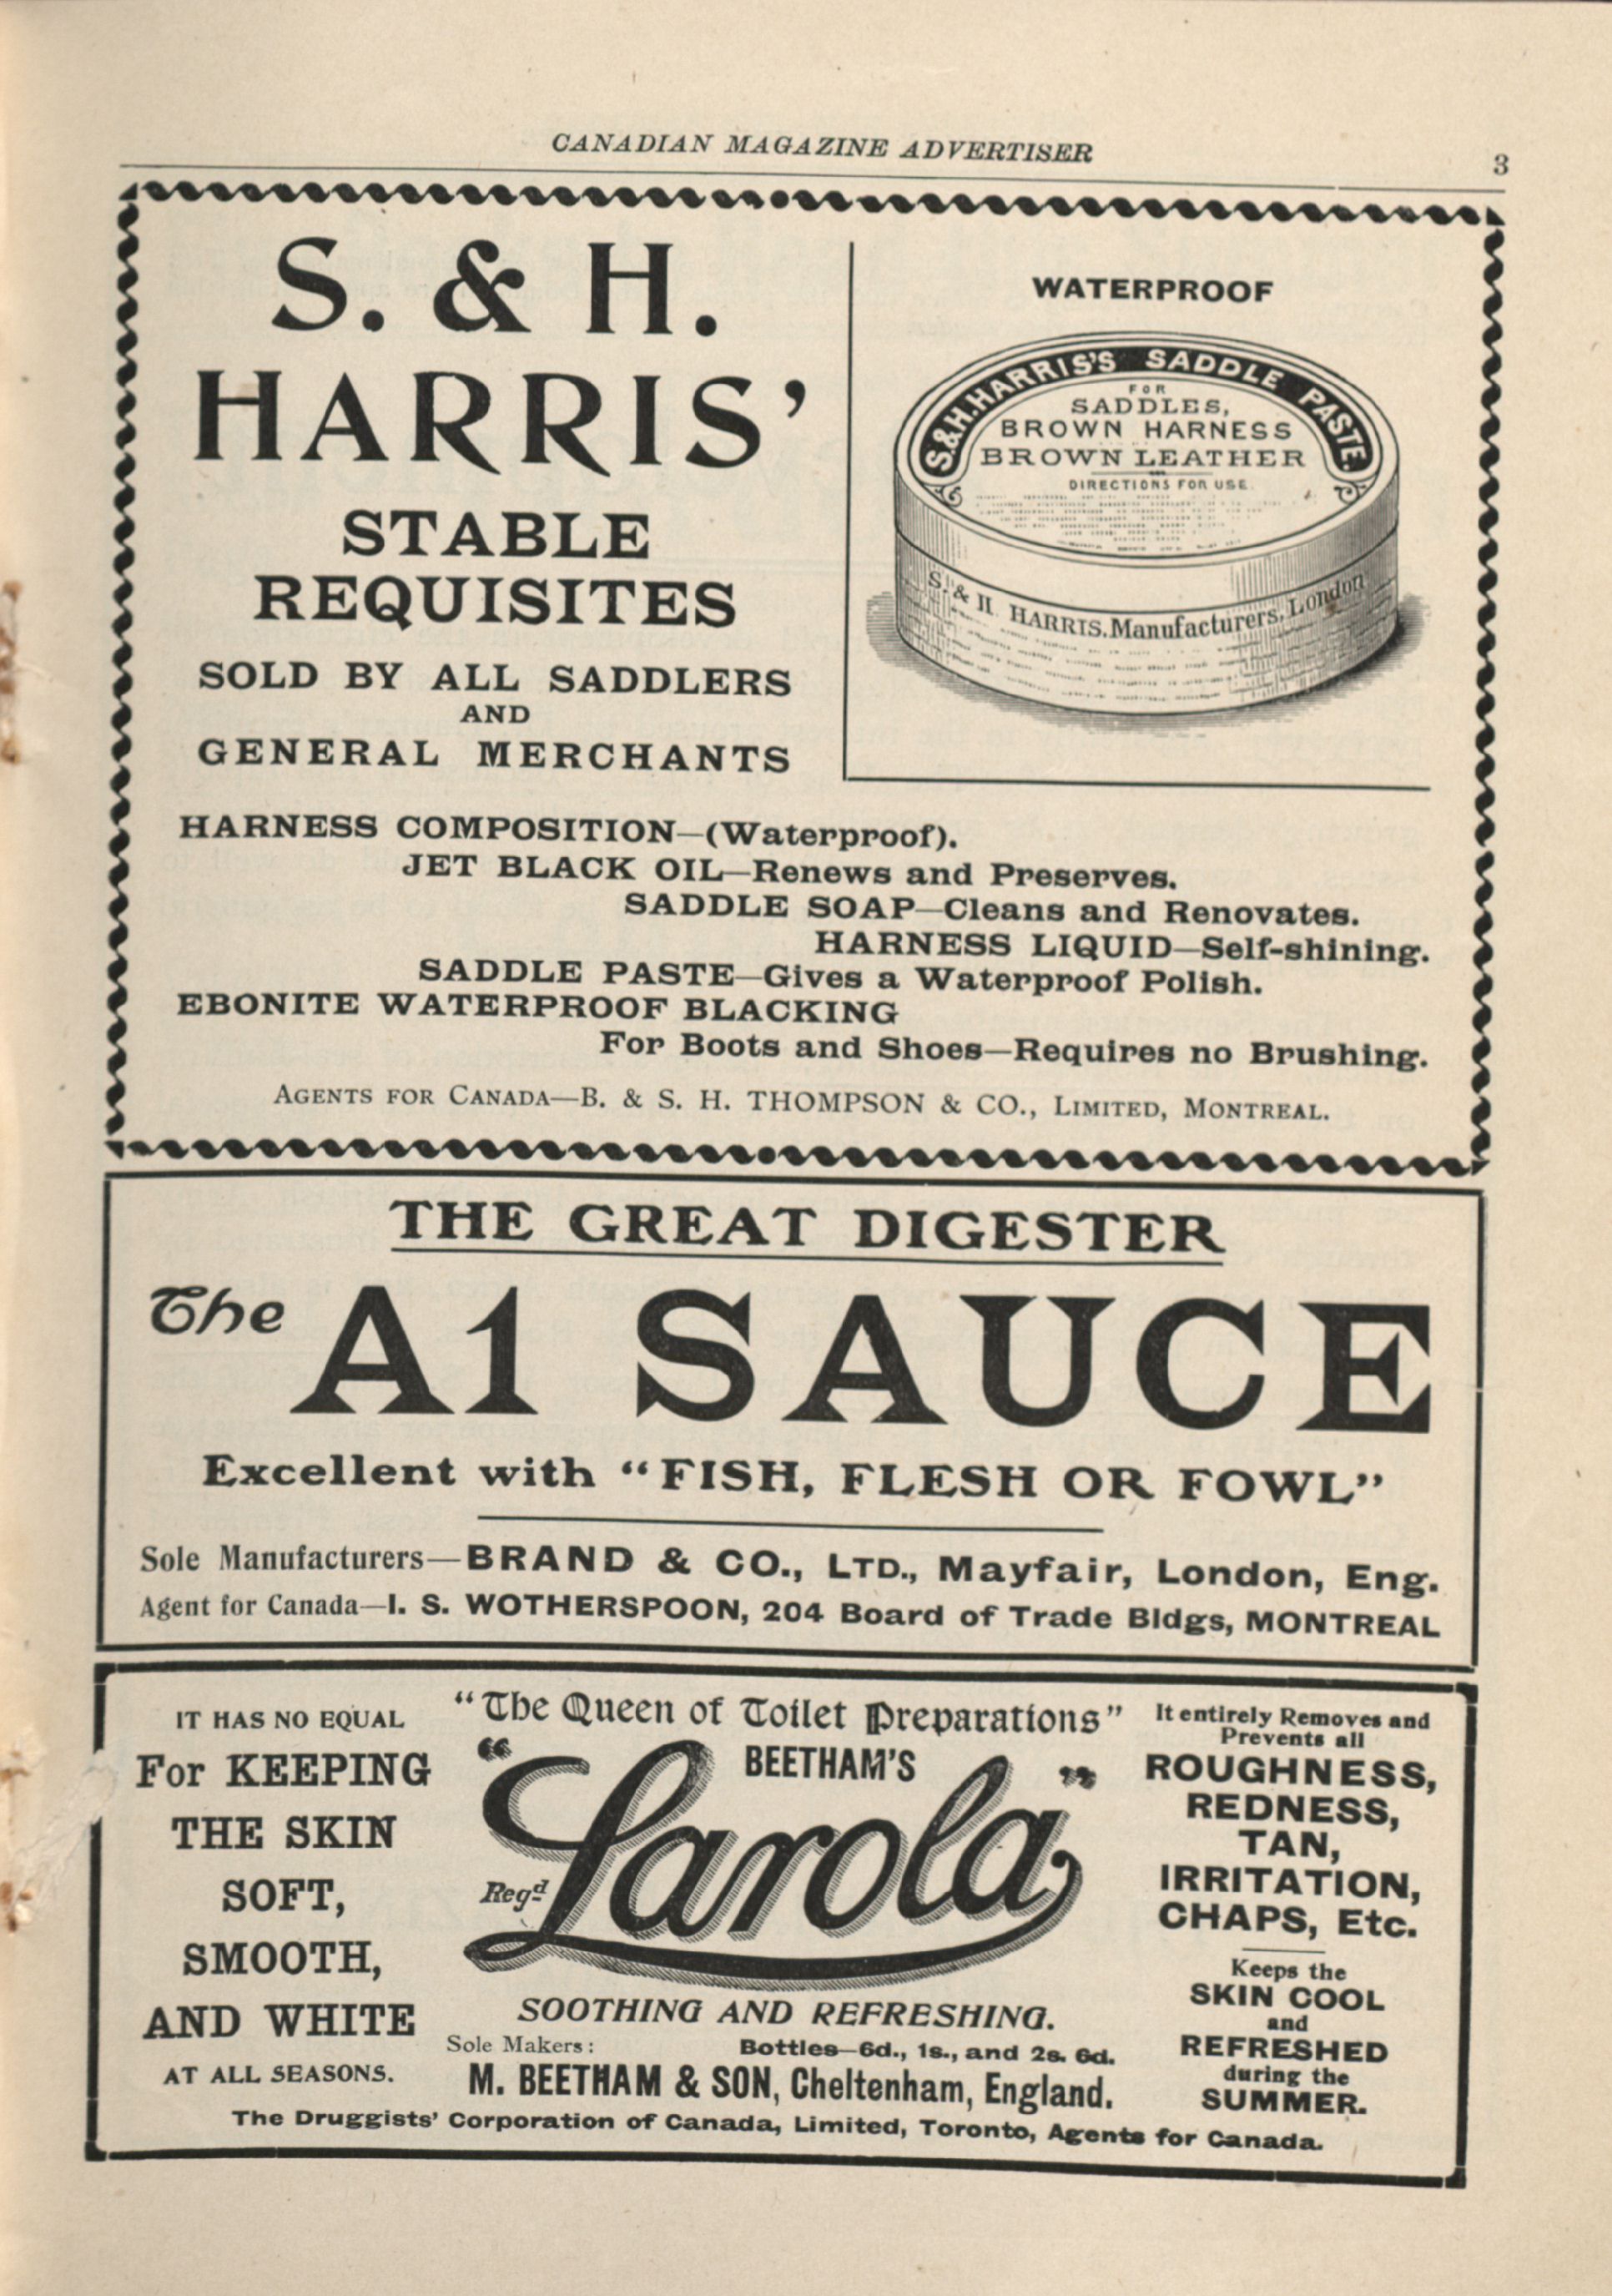 CANADIAN MAGAZINE ADVERTISER
3
S. & H.
HARRIS'
STABLE
REQUISITES
SOLD BY ALL SADDLERS
AND
GENERAL MERCHANTS
WATERPROOF
S.&H.HARRIS'S SADDLE PASTE.
FOR
SADDLES,
BROWN HARNESS
BROWN LEATHER
DIRECTIONS FOR USE.
S. & H. HARRIS. Manufacturers, London
HARNESS COMPOSITION—(Waterproof).
JET BLACK OIL—Renews and Preserves.
SADDLE SOAP—Cleans and Renovates.
HARNESS LIQUID—Self-shining.
SADDLE PASTE—Gives a Waterproof Polish.
EBONITE WATERPROOF BLACKING
For Boots and Shoes—Requires no Brushing.
AGENTS FOR CANADA—B. & S. H. THOMPSON & CO., LIMITED, MONTREAL.
THE GREAT DIGESTER
The A1 SAUCE
Excellent with "FISH, FLESH OR FOWL"
Sole Manufacturers—BRAND & CO., LTD., Mayfair, London, Eng.
Agent for Canada—I. S. WOTHERSPOON, 204 Board of Trade Bldgs, MONTREAL
IT HAS NO EQUAL
For KEEPING
THE SKIN
SOFT,
SMOOTH,
AND WHITE
AT ALL SEASONS.
"The Queen of Toilet Preparations"
BEETHAM'S
"Larola"
Regd
SOOTHING AND REFRESHING.
Sole Makers: Bottles—6d., 1s., and 2s. 6d.
M. BEETHAM & SON, Cheltenham, England.
It entirely Removes and
Prevents all
ROUGHNESS,
REDNESS,
TAN,
IRRITATION,
CHAPS, Etc.
Keeps the
SKIN COOL
and
REFRESHED
during the
SUMMER.
The Druggists' Corporation of Canada, Limited, Toronto, Agents for Canada.